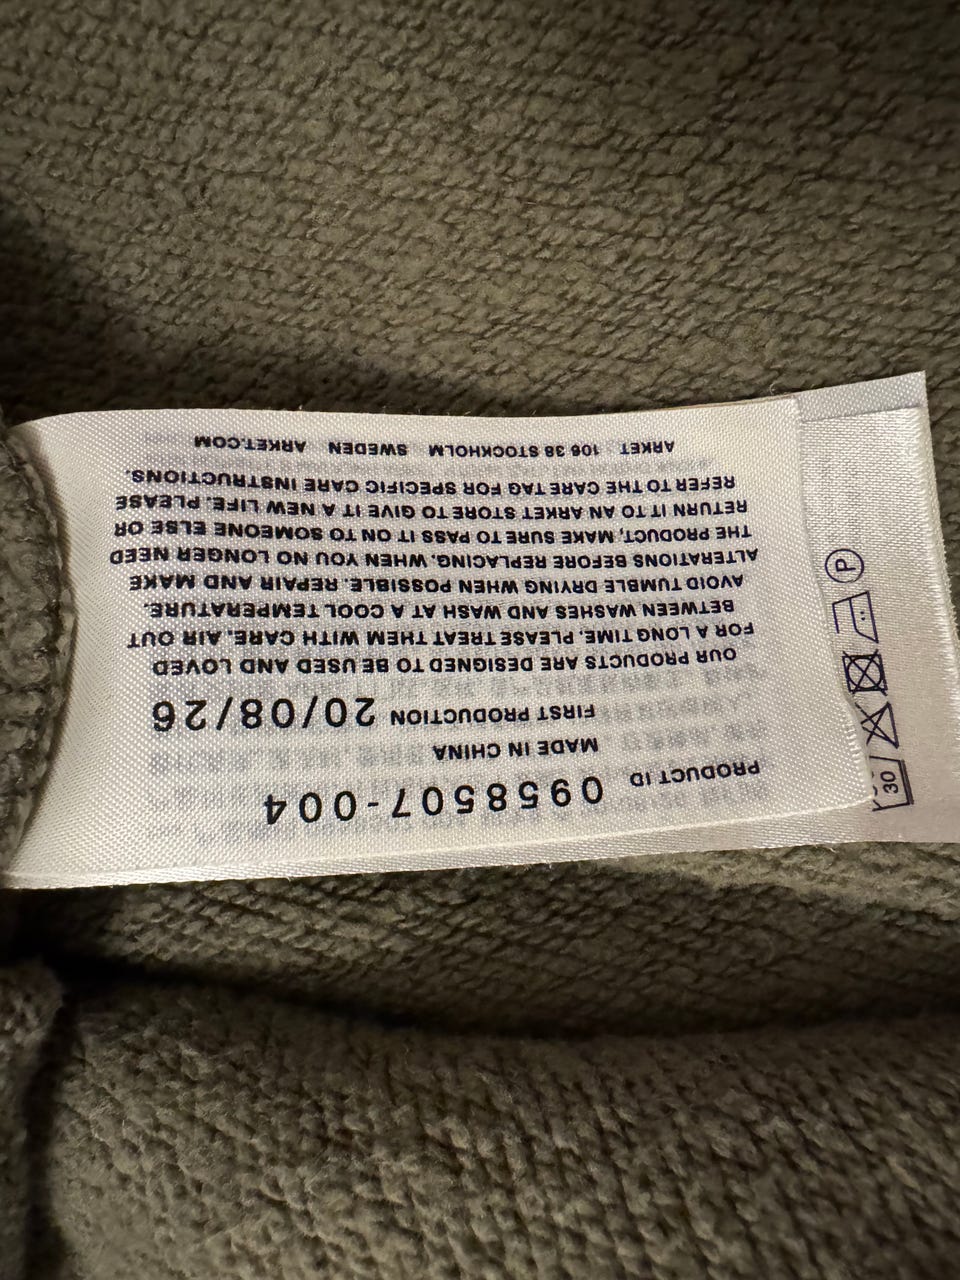 PRODUCT ID 0958507-004
MADE IN CHINA
FIRST PRODUCTION 20/08/26
OUR PRODUCTS ARE DESIGNED TO BE USED AND LOVED
FOR A LONG TIME. PLEASE TREAT THEM WITH CARE. AIR OUT
BETWEEN WASHES AND WASH AT A COOL TEMPERATURE.
AVOID TUMBLE DRYING WHEN POSSIBLE. REPAIR AND MAKE
ALTERATIONS BEFORE REPLACING. WHEN YOU NO LONGER NEED
THE PRODUCT, MAKE SURE TO PASS IT ON TO SOMEONE ELSE OR
RETURN IT TO AN ARKET STORE TO GIVE IT A NEW LIFE. PLEASE
REFER TO THE CARE TAG FOR SPECIFIC CARE INSTRUCTIONS.
ARKET 106 38 STOCKHOLM SWEDEN ARKET.COM
30
P